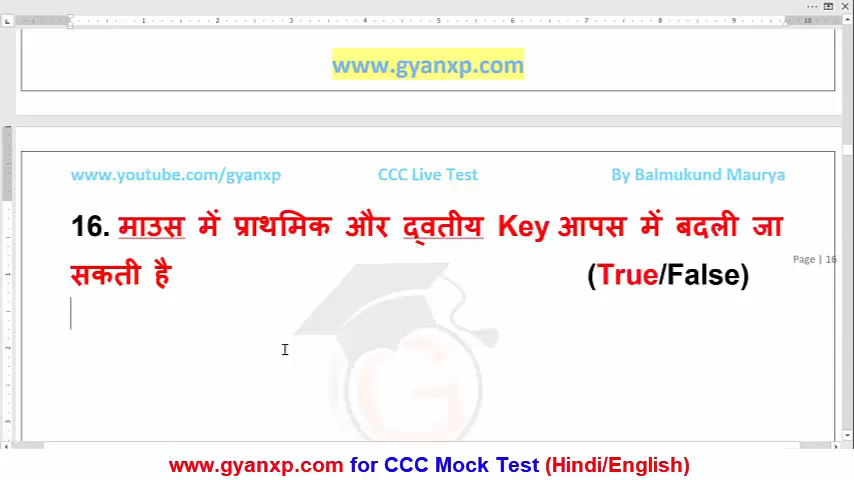 www.gyanxp.com
www.youtube.com/gyanxp CCC Live Test By Balmukund Maurya
16. माउस में प्राथमिक और द्वतीय Key आपस में बदली जा
Page | 16
सकती है (True/False)
www.gyanxp.com for CCC Mock Test (Hindi/English)